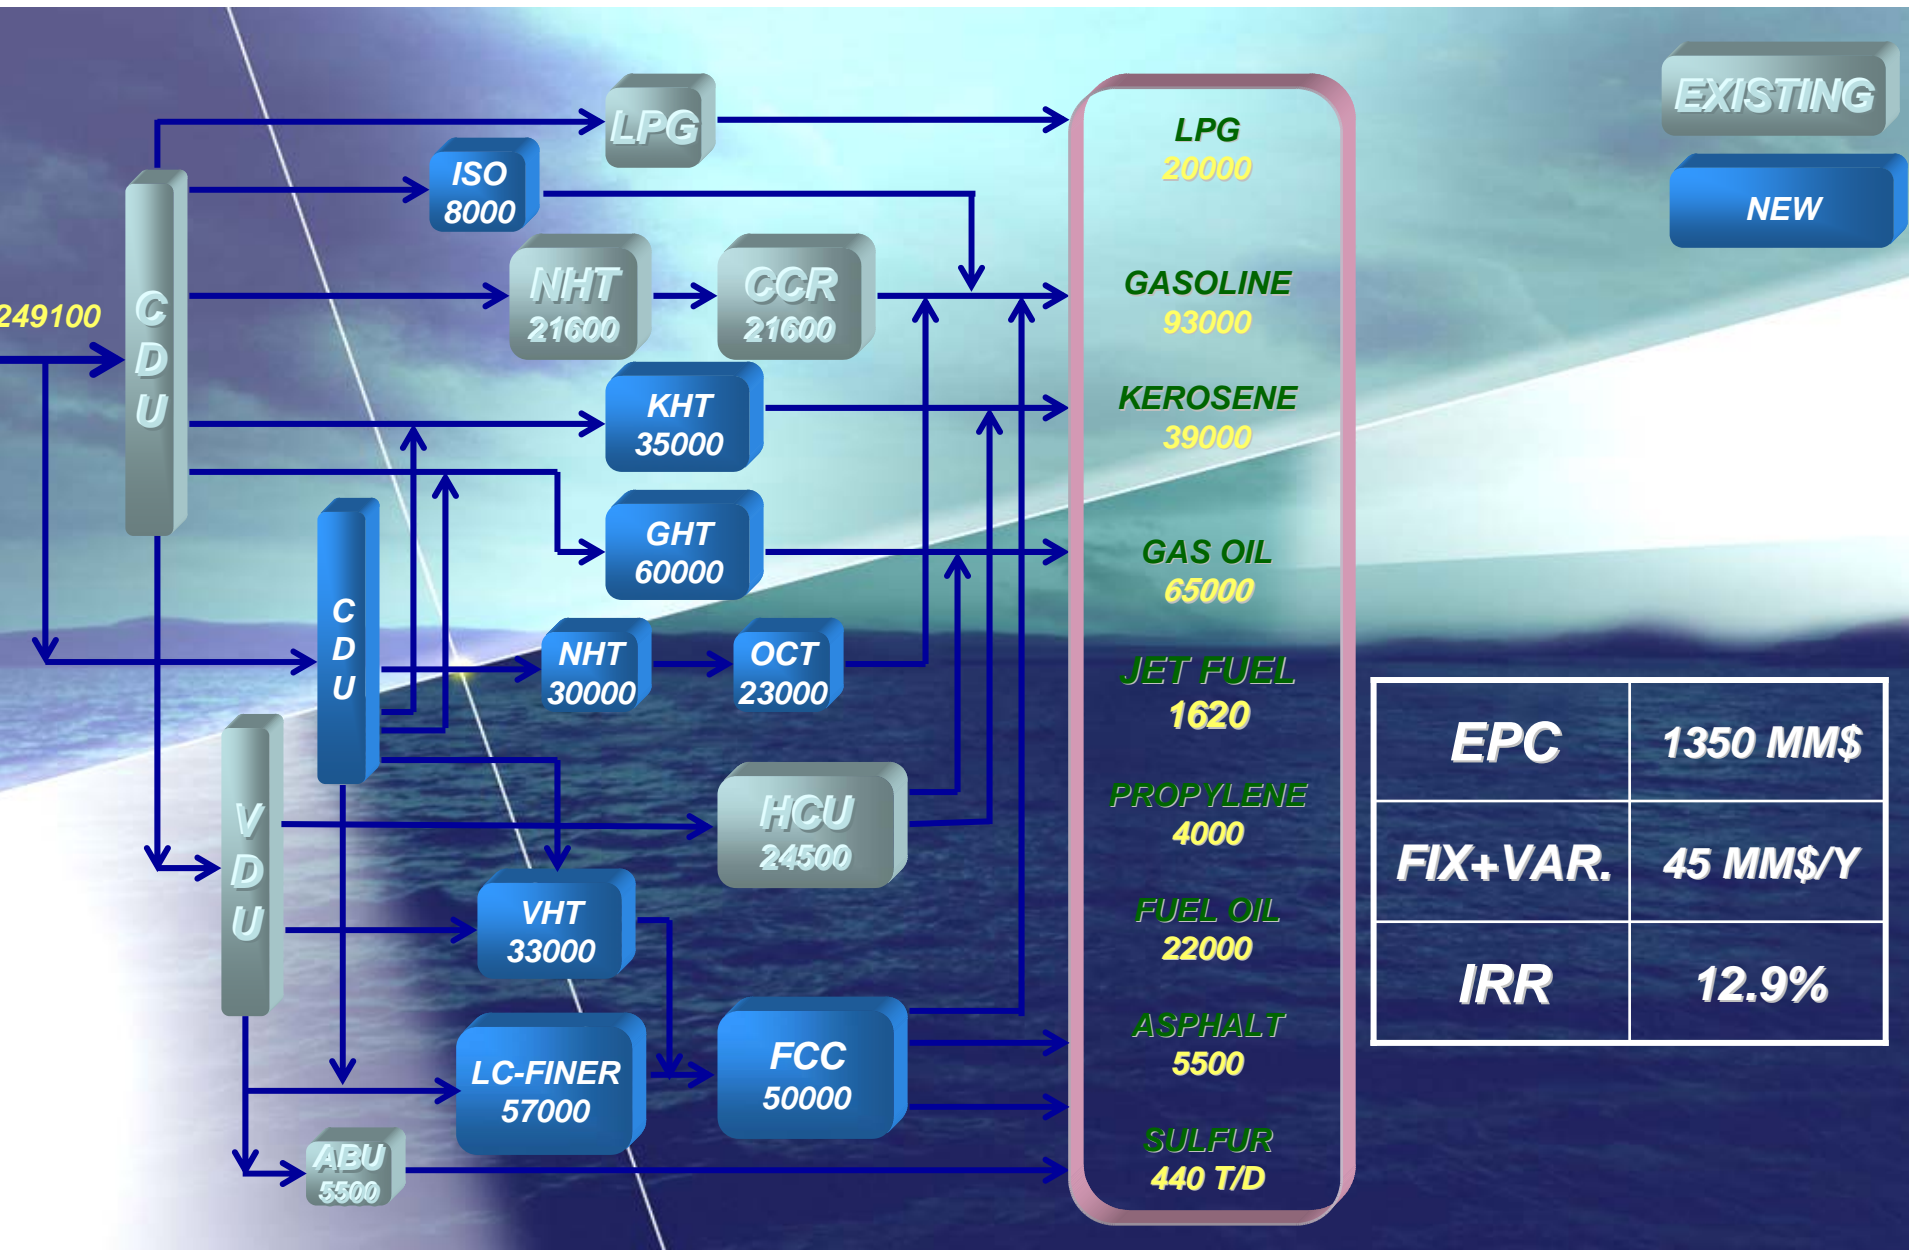 EXISTING
NEW
LPG
ISO
8000
NHT
21600
CCR
21600
249100
C
D
U
KHT
35000
GHT
60000
C
D
U
NHT
30000
OCT
23000
V
D
U
HCU
24500
VHT
33000
LC-FINER
57000
FCC
50000
ABU
5500
LPG
20000
GASOLINE
93000
KEROSENE
39000
GAS OIL
65000
JET FUEL
1620
PROPYLENE
4000
FUEL OIL
22000
ASPHALT
5500
SULFUR
440 T/D
EPC 1350 MM$
FIX+VAR. 45 MM$/Y
IRR 12.9%